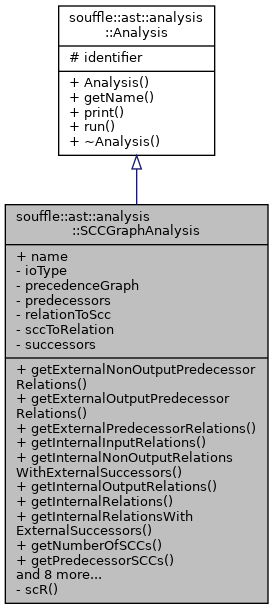 souffle::ast::analysis
::Analysis
# identifier
+ Analysis()
+ getName()
+ print()
+ run()
+ ~Analysis()
souffle::ast::analysis
::SCCGraphAnalysis
+ name
- ioType
- precedenceGraph
- predecessors
- relationToScc
- sccToRelation
- successors
+ getExternalNonOutputPredecessor
Relations()
+ getExternalOutputPredecessor
Relations()
+ getExternalPredecessorRelations()
+ getInternalInputRelations()
+ getInternalNonOutputRelations
WithExternalSuccessors()
+ getInternalOutputRelations()
+ getInternalRelations()
+ getInternalRelationsWith
ExternalSuccessors()
+ getNumberOfSCCs()
+ getPredecessorSCCs()
and 8 more...
- scR()